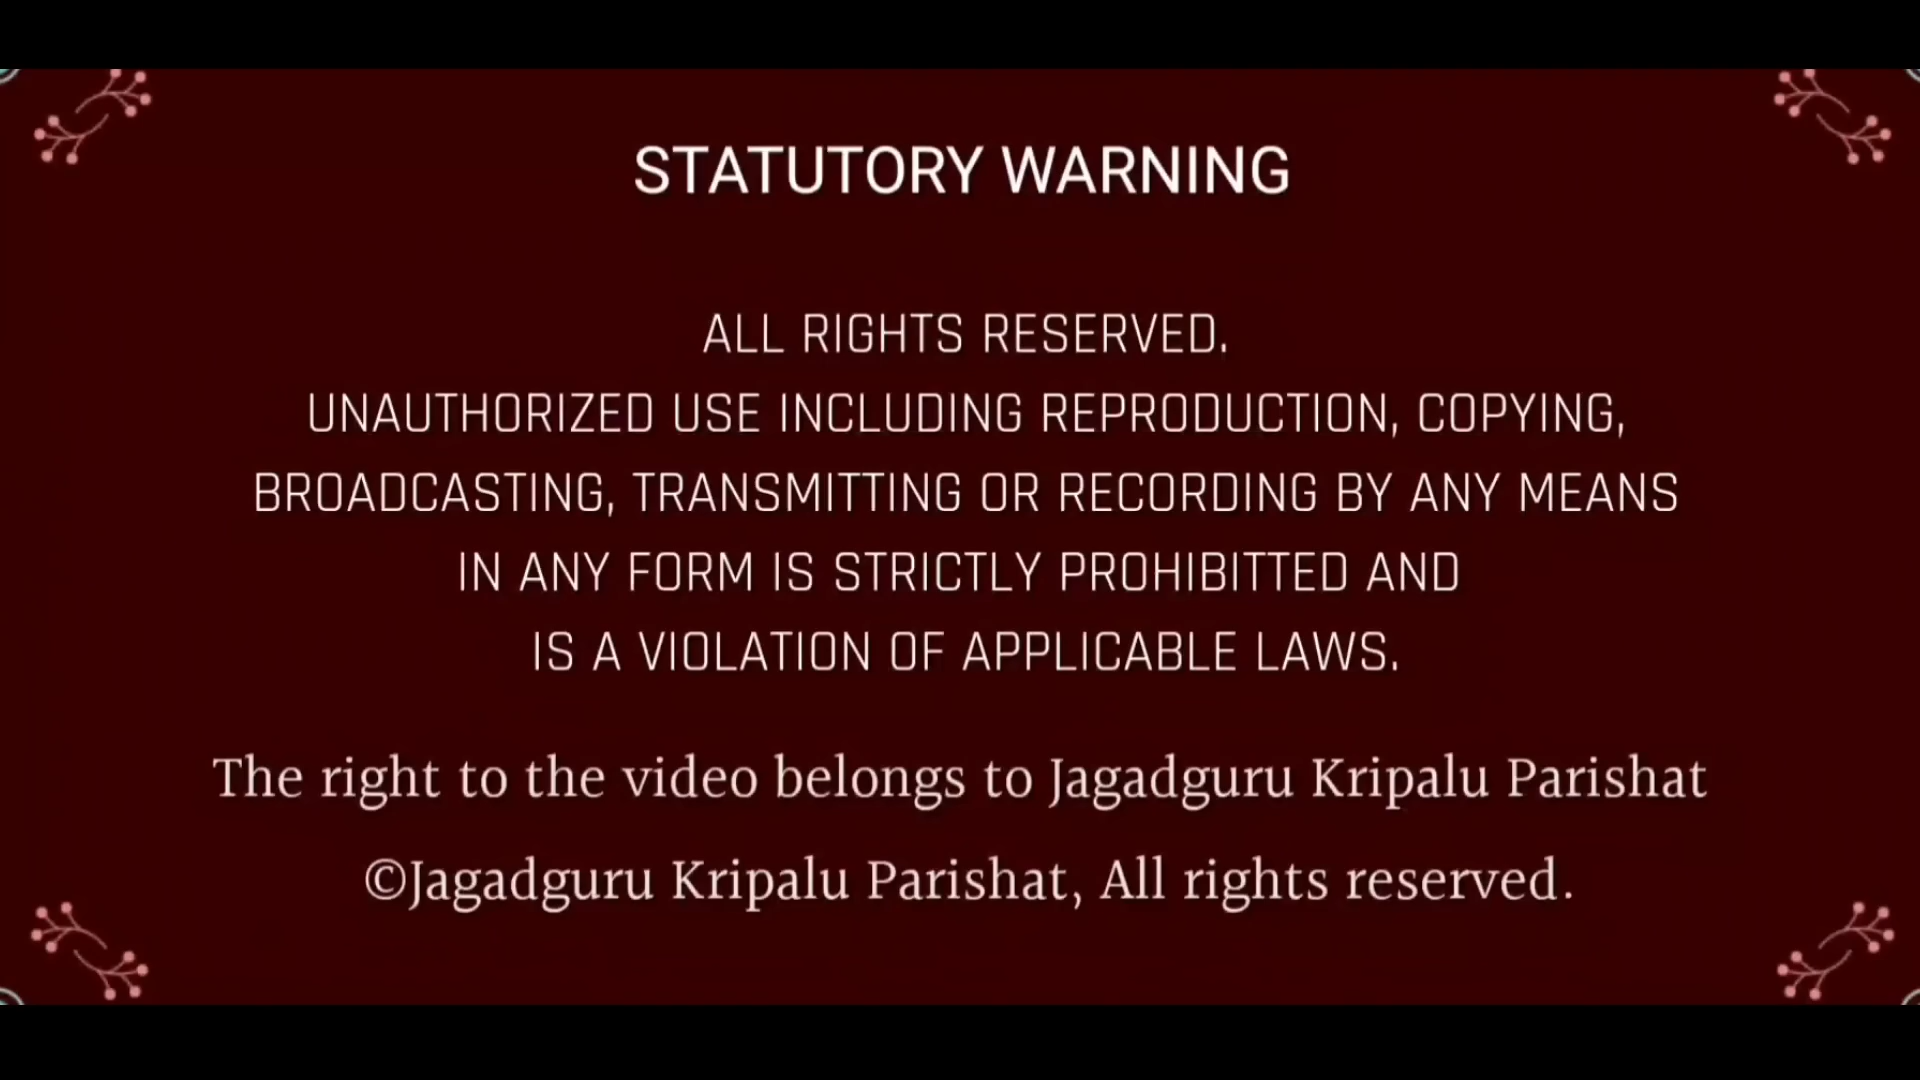 STATUTORY WARNING
ALL RIGHTS RESERVED.
UNAUTHORIZED USE INCLUDING REPRODUCTION, COPYING,
BROADCASTING, TRANSMITTING OR RECORDING BY ANY MEANS
IN ANY FORM IS STRICTLY PROHIBITTED AND
IS A VIOLATION OF APPLICABLE LAWS.
The right to the video belongs to Jagadguru Kripalu Parishat
©Jagadguru Kripalu Parishat, All rights reserved.